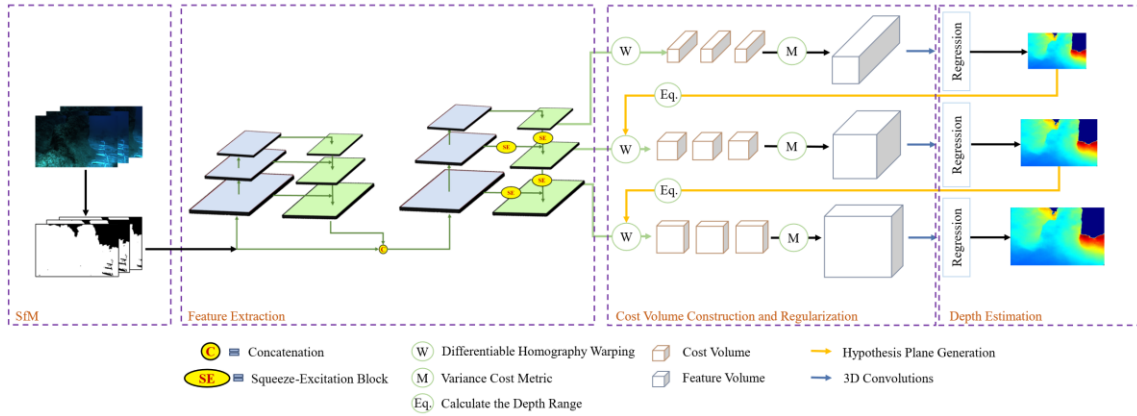 W
M
Regression
Eq.
SE
SE
W
M
Regression
SE
SE
Eq.
W
M
Regression
C
SfM
Feature Extraction
Cost Volume Construction and Regularization
Depth Estimation
C = Concatenation
W Differentiable Homography Warping
Cost Volume
Hypothesis Plane Generation
SE = Squeeze-Excitation Block
M Variance Cost Metric
Feature Volume
3D Convolutions
Eq. Calculate the Depth Range